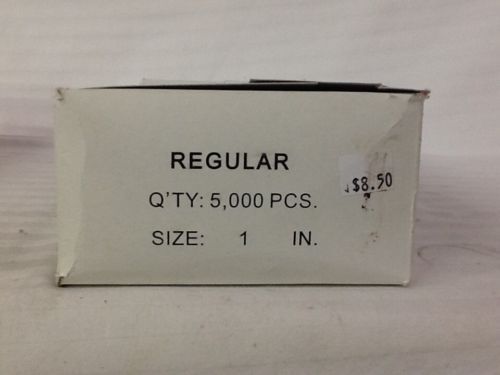 REGULAR
$8.50
Q'TY: 5,000 PCS.
SIZE: 1 IN.